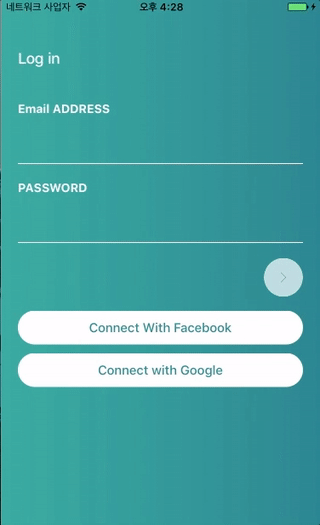 네트워크 사업자 오후 4:28
Log in
Email ADDRESS
PASSWORD
Connect With Facebook
Connect with Google